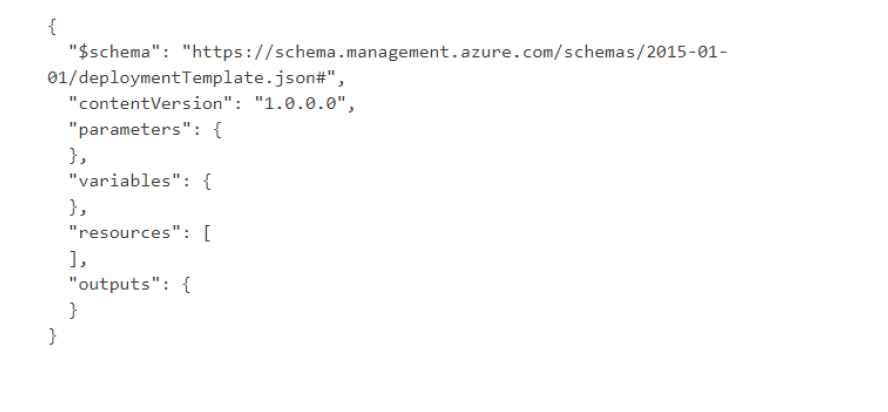 {
"$schema": "https://schema.management.azure.com/schemas/2015-01-
01/deploymentTemplate.json#",
"contentVersion": "1.0.0.0",
"parameters": {
},
"variables": {
},
"resources": [
],
"outputs": {
}
}